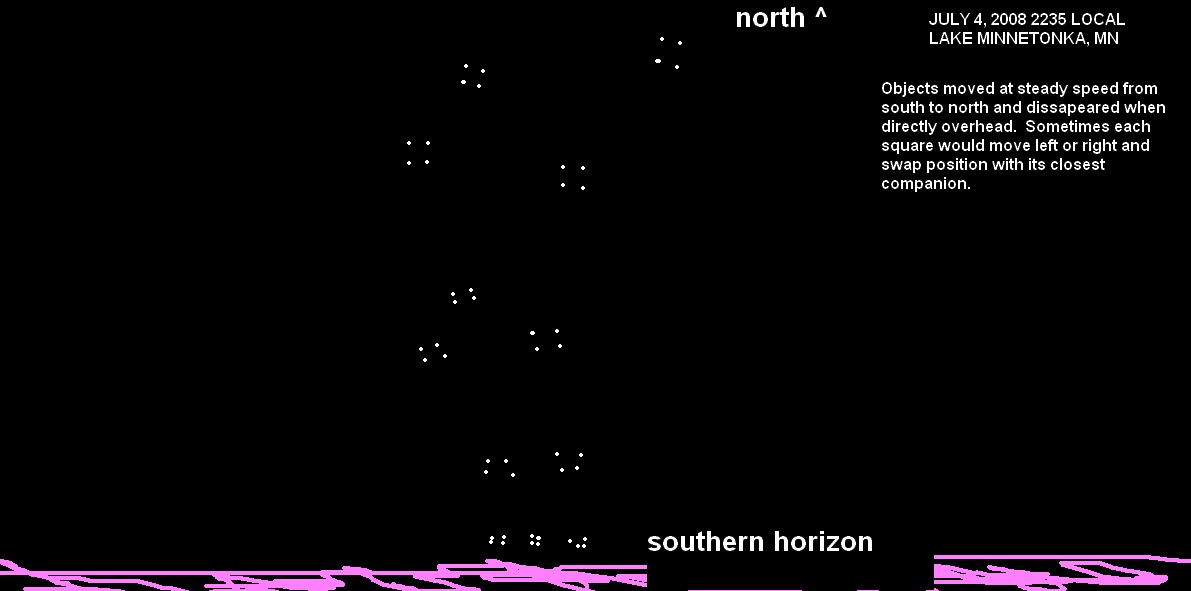 north ^
JULY 4, 2008 2235 LOCAL
LAKE MINNETONKA, MN
Objects moved at steady speed from
south to north and dissapeared when
directly overhead.  Sometimes each
square would move left or right and
swap position with its closest
companion.
southern horizon